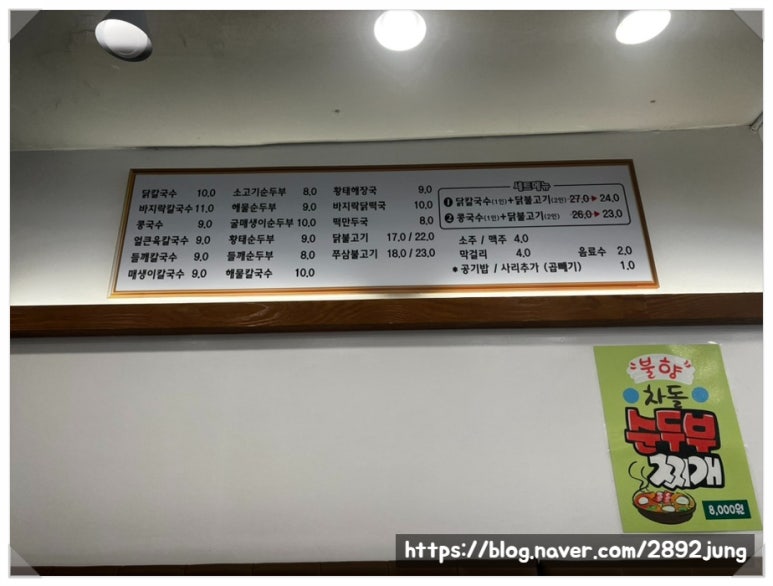 닭칼국수 10,0
바지락칼국수 11,0
콩국수 9,0
얼큰육칼국수 9,0
들깨칼국수 9,0
매생이칼국수 9,0
소고기순두부 8,0
해물순두부 9,0
굴매생이순두부 10,0
황태순두부 9,0
들깨순두부 8,0
해물칼국수 10,0
황태해장국 9,0
바지락닭떡국 10,0
떡만두국 8,0
닭불고기 17,0 / 22,0
푸삼불고기 18,0 / 23,0
세트메뉴
❶ 닭칼국수(1인)+닭불고기(2인) 27,0 ▶ 24,0
❷ 콩국수(1인)+닭불고기(2인) 26,0 ▶ 23,0
소주 / 맥주 4,0
막걸리 4,0 음료수 2,0
* 공기밥 / 사리추가 (곱빼기) 1,0
불향
차돌
순두부
찌개
8,000원
https://blog.naver.com/2892jung